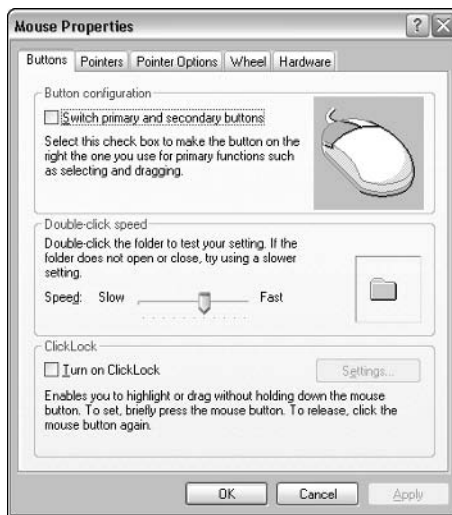 Mouse Properties
Buttons Pointers Pointer Options Wheel Hardware
Button configuration
Switch primary and secondary buttons
Select this check box to make the button on the
right the one you use for primary functions such
as selecting and dragging.
Double-click speed
Double-click the folder to test your setting. If the
folder does not open or close, try using a slower
setting.
Speed: Slow Fast
ClickLock
Turn on ClickLock Settings...
Enables you to highlight or drag without holding down the mouse
button. To set, briefly press the mouse button. To release, click the
mouse button again.
OK Cancel Apply